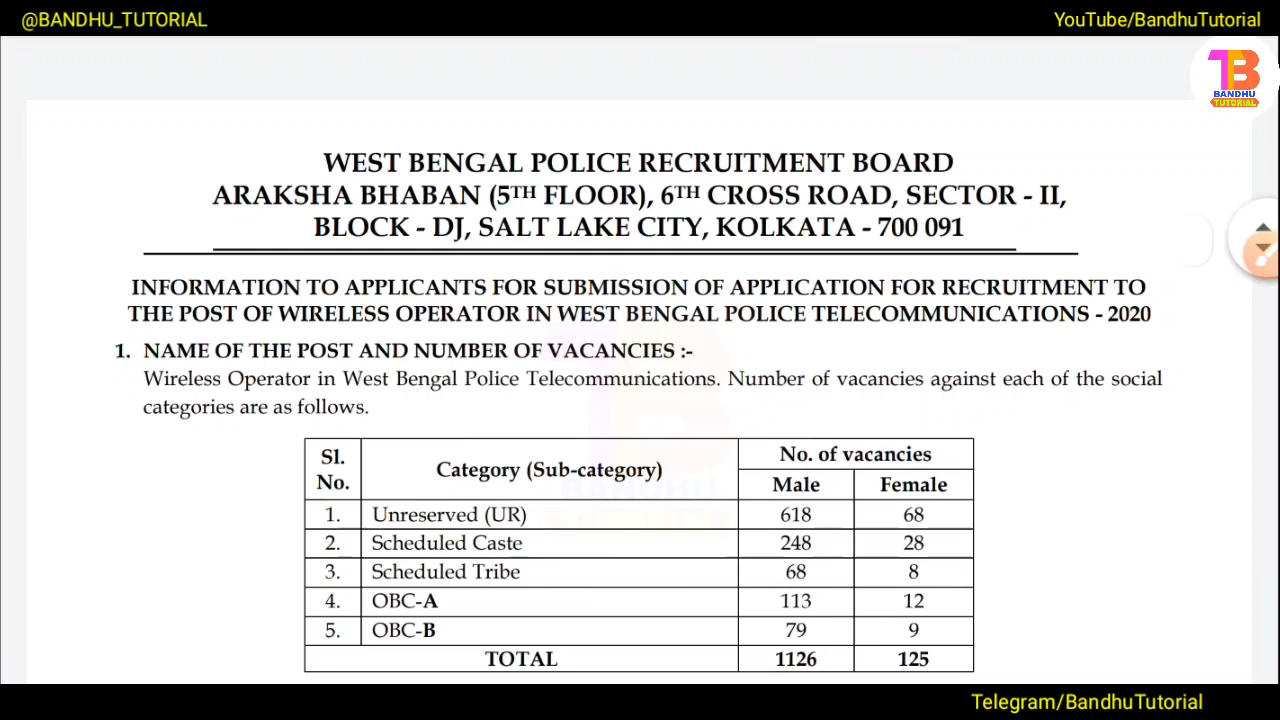 @BANDHU_TUTORIAL
YouTube/BandhuTutorial
TB
BANDHU
TUTORIAL
WEST BENGAL POLICE RECRUITMENT BOARD
ARAKSHA BHABAN (5TH FLOOR), 6TH CROSS ROAD, SECTOR - II,
BLOCK - DJ, SALT LAKE CITY, KOLKATA - 700 091
INFORMATION TO APPLICANTS FOR SUBMISSION OF APPLICATION FOR RECRUITMENT TO
THE POST OF WIRELESS OPERATOR IN WEST BENGAL POLICE TELECOMMUNICATIONS - 2020
1. NAME OF THE POST AND NUMBER OF VACANCIES :-
Wireless Operator in West Bengal Police Telecommunications. Number of vacancies against each of the social
categories are as follows.
Sl. No. Category (Sub-category) No. of vacancies
Male Female
1. Unreserved (UR) 618 68
2. Scheduled Caste 248 28
3. Scheduled Tribe 68 8
4. OBC-A 113 12
5. OBC-B 79 9
TOTAL 1126 125
Telegram/BandhuTutorial